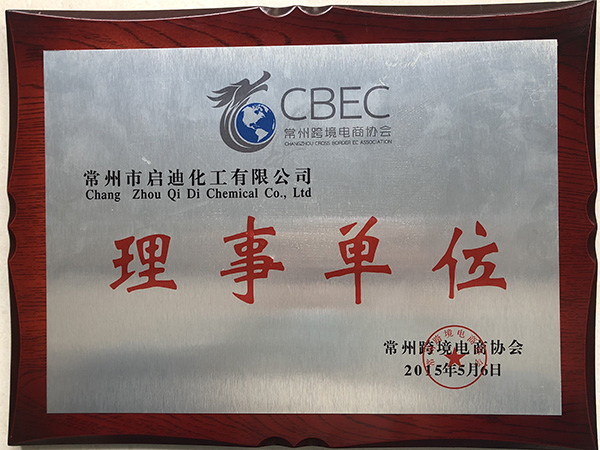 CBEC
常州跨境电商协会
CHANGZHOU CROSS BORDER EC ASSOCIATION
常州市启迪化工有限公司
Chang Zhou Qi Di Chemical Co., Ltd
理事单位
常州跨境电商协会
2015年5月6日